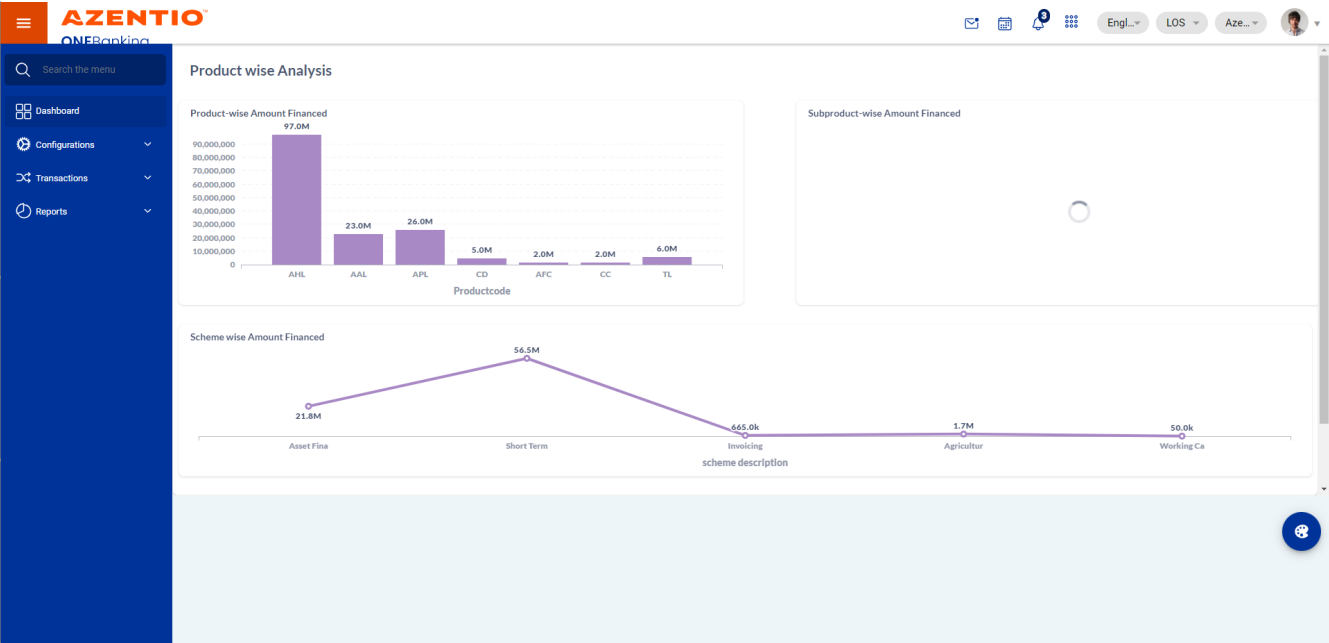 AZENTIO™
ONEBanking
3
Engl...
LOS
Aze...
Search the menu
Dashboard
Configurations
Transactions
Reports
Product wise Analysis
Product-wise Amount Financed
97.0M
90,000,000
80,000,000
70,000,000
60,000,000
50,000,000
40,000,000
30,000,000
20,000,000
10,000,000
0
23.0M
26.0M
5.0M
2.0M
2.0M
6.0M
AHL AAL APL CD AFC CC TL
Productcode
Subproduct-wise Amount Financed
Scheme wise Amount Financed
21.8M
56.5M
665.0k
1.7M
50.0k
Asset Fina Short Term Invoicing Agricultur Working Ca
scheme description